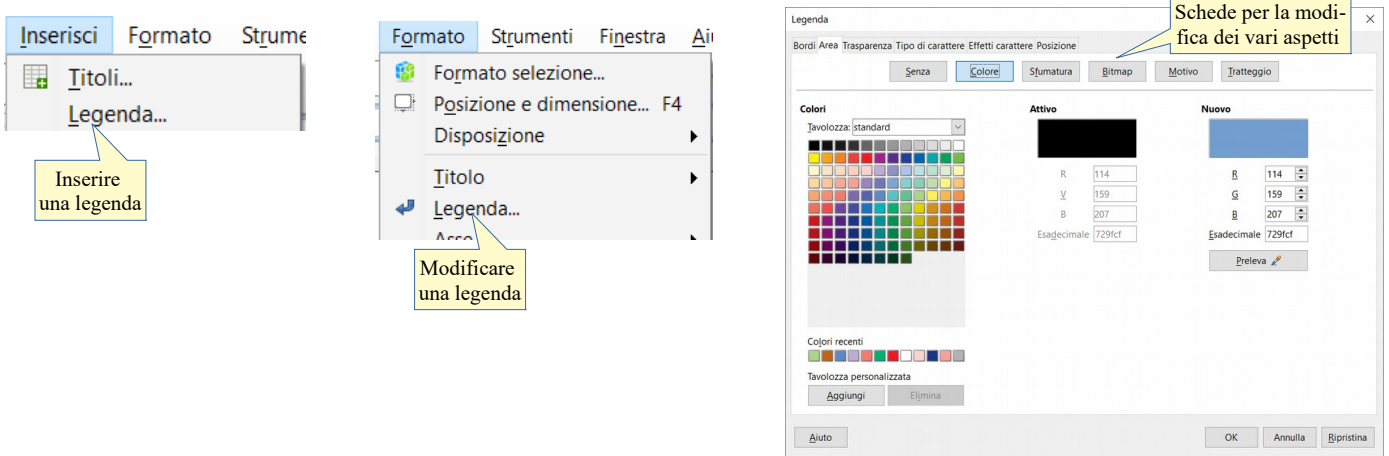 Inserisci Formato Strume
Titoli...
Legenda...
Inserire
una legenda
Formato Strumenti Finestra
Formato selezione...
Posizione e dimensione... F4
Disposizione
Titolo
Legenda...
Modificare
una legenda
Schede per la modi-
fica dei vari aspetti
Legenda
Bordi Area Trasparenza Tipo di carattere Effetti carattere Posizione
Senza Colore Sfumatura Bitmap Motivo Tratteggio
Colori Attivo Nuovo
Tavolozza: standard
R 114 R 114
V 159 G 159
B 207 B 207
Esadecimale 729fcf Esadecimale 729fcf
Preleva
Colori recenti
Tavolozza personalizzata
Aggiungi Elimina
Aiuto OK Annulla Ripristina